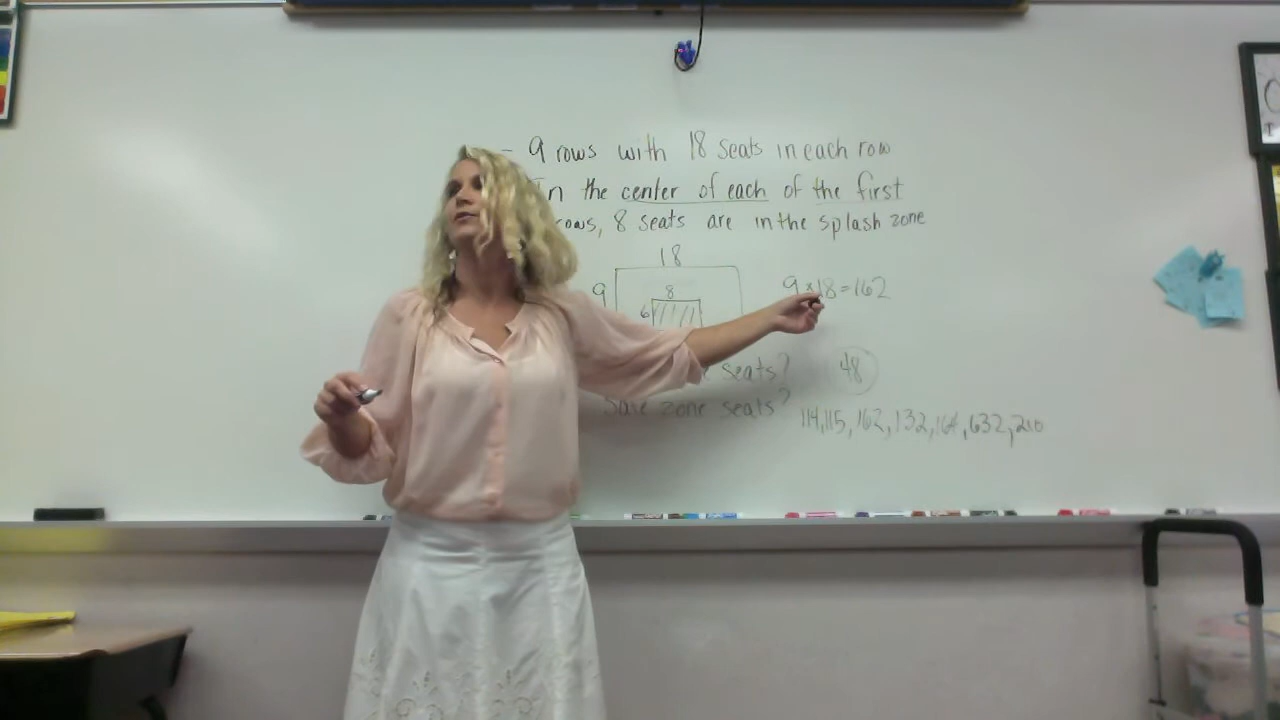 - 9 rows with 18 seats in each row
In the center of each of the first
rows, 8 seats are in the splash zone
18
9
8
6
9 x 18 = 162
seats?
48
Safe zone seats?
114, 115, 162, 132, 164, 632, 210